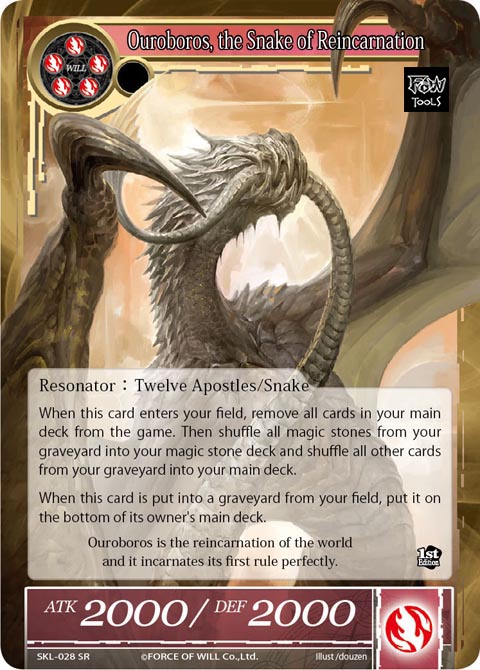 Ouroboros, the Snake of Reincarnation
WILL
FoW
TOOLS
Resonator : Twelve Apostles/Snake
When this card enters your field, remove all cards in your main
deck from the game. Then shuffle all magic stones from your
graveyard into your magic stone deck and shuffle all other cards
from your graveyard into your main deck.
When this card is put into a graveyard from your field, put it on
the bottom of its owner's main deck.
Ouroboros is the reincarnation of the world
and it incarnates its first rule perfectly.
1st
Edition
ATK 2000 / DEF 2000
SKL-028 SR ©FORCE OF WILL Co.,Ltd. Illust /douzen